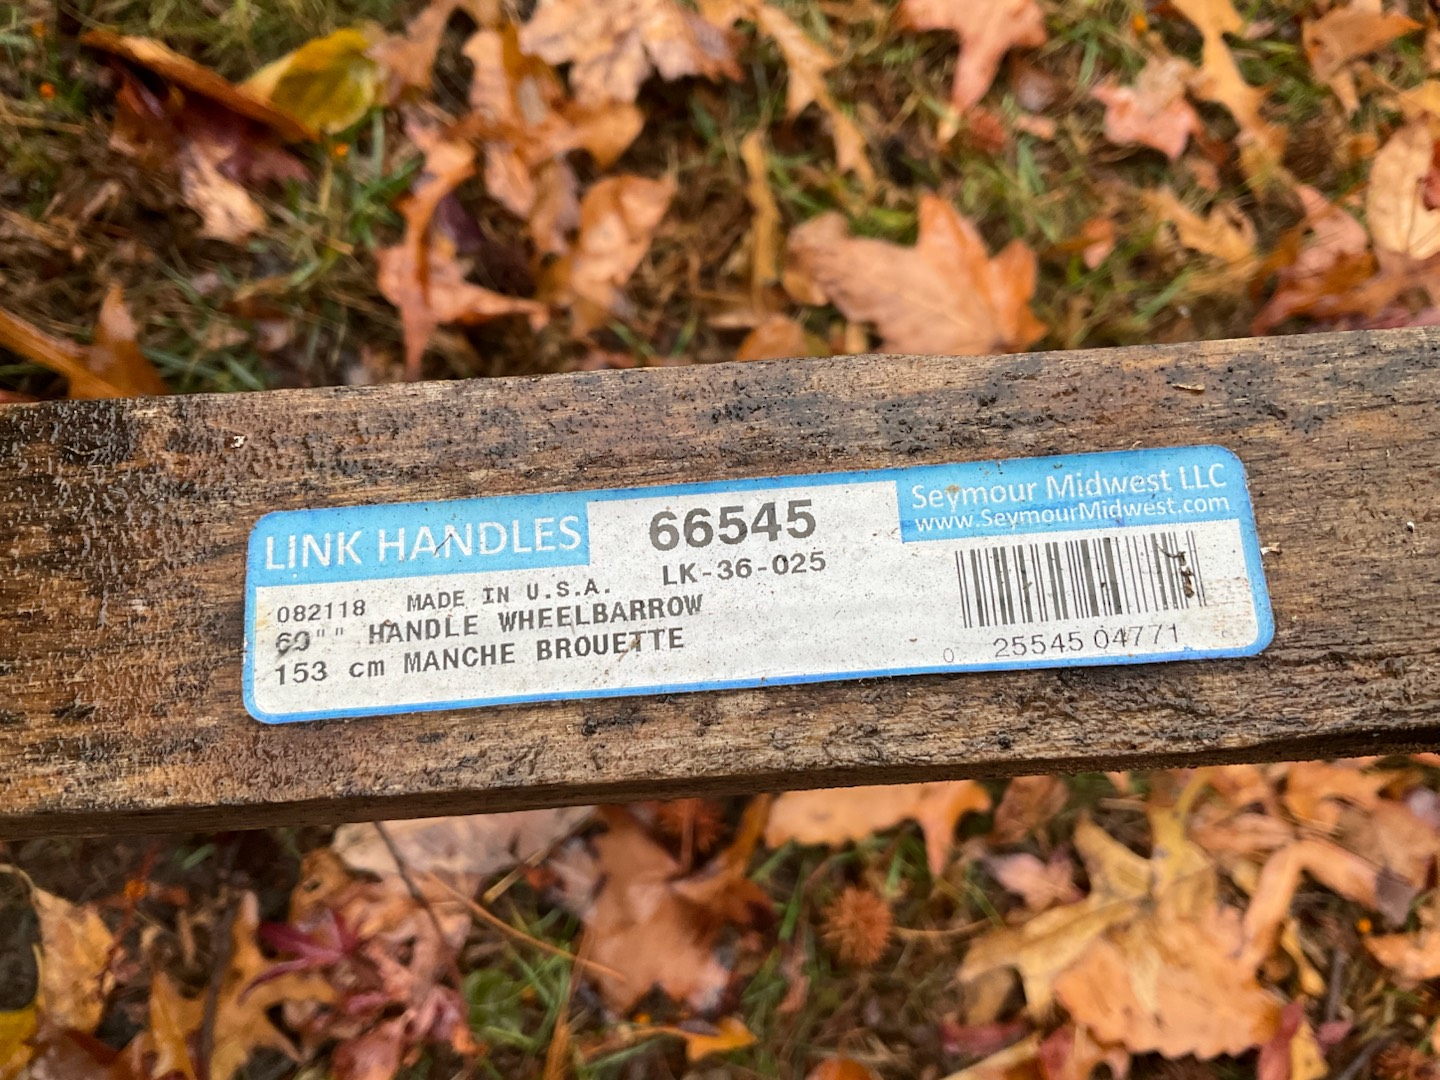 LINK HANDLES
66545
LK-36-025
Seymour Midwest LLC
www.SeymourMidwest.com
082118 MADE IN U.S.A.
60"" HANDLE WHEELBARROW
153 cm MANCHE BROUETTE
0 25545 04771